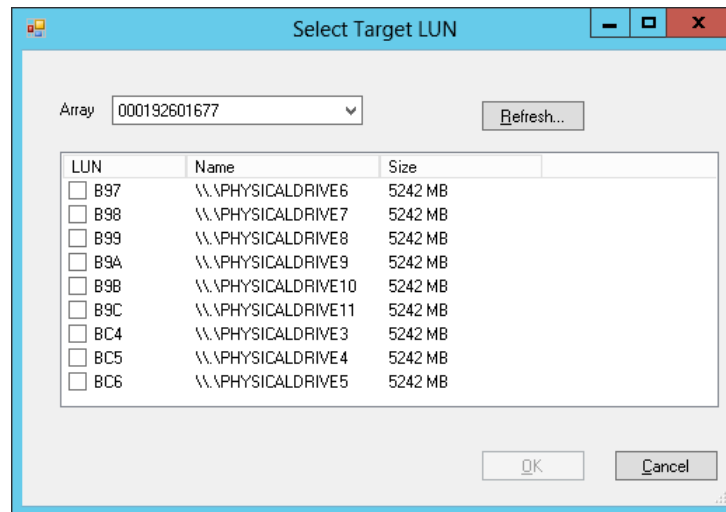 Select Target LUN
Array 000192601677 Refresh...
LUN Name Size
B97 \\.\PHYSICALDRIVE6 5242 MB
B98 \\.\PHYSICALDRIVE7 5242 MB
B99 \\.\PHYSICALDRIVE8 5242 MB
B9A \\.\PHYSICALDRIVE9 5242 MB
B9B \\.\PHYSICALDRIVE10 5242 MB
B9C \\.\PHYSICALDRIVE11 5242 MB
BC4 \\.\PHYSICALDRIVE3 5242 MB
BC5 \\.\PHYSICALDRIVE4 5242 MB
BC6 \\.\PHYSICALDRIVE5 5242 MB
OK Cancel